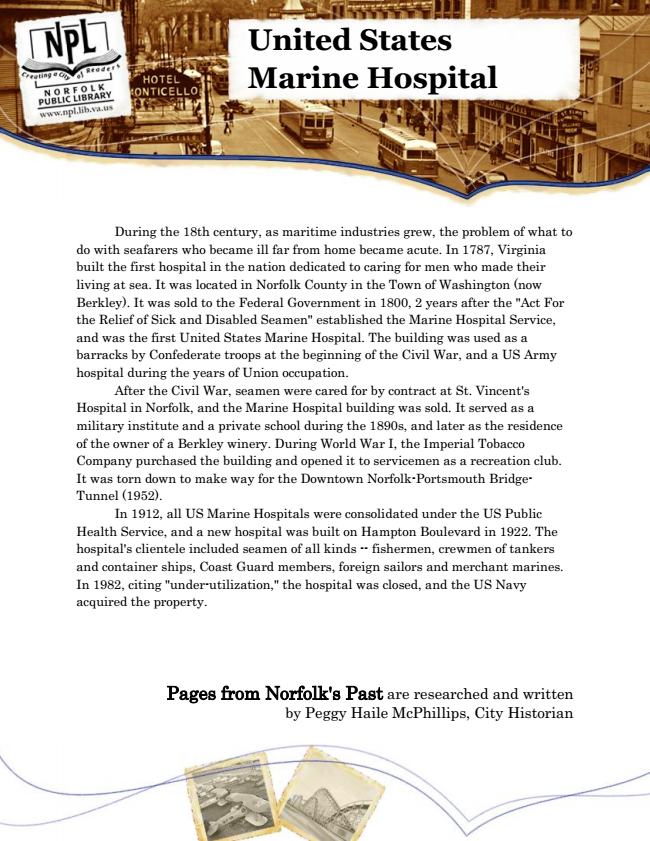 NPL
Creating a City of Readers
NORFOLK
PUBLIC LIBRARY
www.npl.lib.va.us
HOTEL
MONTICELLO
United States
Marine Hospital
During the 18th century, as maritime industries grew, the problem of what to
do with seafarers who became ill far from home became acute. In 1787, Virginia
built the first hospital in the nation dedicated to caring for men who made their
living at sea. It was located in Norfolk County in the Town of Washington (now
Berkley). It was sold to the Federal Government in 1800, 2 years after the "Act For
the Relief of Sick and Disabled Seamen" established the Marine Hospital Service,
and was the first United States Marine Hospital. The building was used as a
barracks by Confederate troops at the beginning of the Civil War, and a US Army
hospital during the years of Union occupation.
After the Civil War, seamen were cared for by contract at St. Vincent's
Hospital in Norfolk, and the Marine Hospital building was sold. It served as a
military institute and a private school during the 1890s, and later as the residence
of the owner of a Berkley winery. During World War I, the Imperial Tobacco
Company purchased the building and opened it to servicemen as a recreation club.
It was torn down to make way for the Downtown Norfolk-Portsmouth Bridge-
Tunnel (1952).
In 1912, all US Marine Hospitals were consolidated under the US Public
Health Service, and a new hospital was built on Hampton Boulevard in 1922. The
hospital's clientele included seamen of all kinds -- fishermen, crewmen of tankers
and container ships, Coast Guard members, foreign sailors and merchant marines.
In 1982, citing "under-utilization," the hospital was closed, and the US Navy
acquired the property.
Pages from Norfolk's Past are researched and written
by Peggy Haile McPhillips, City Historian